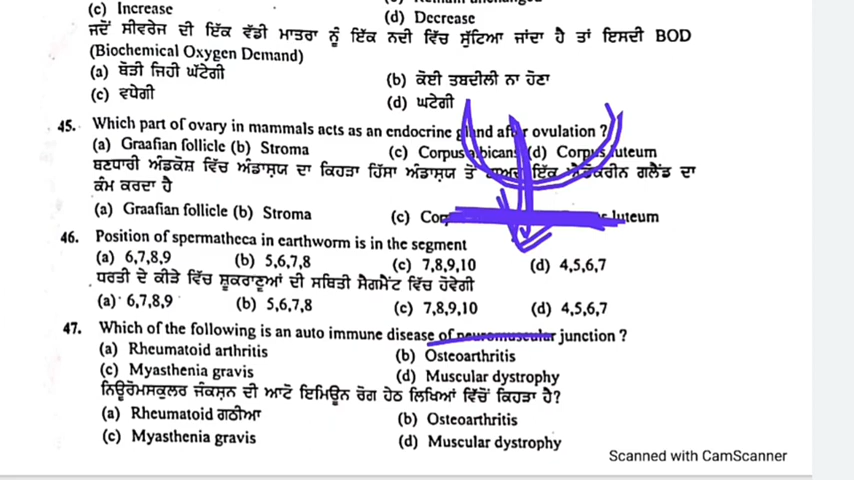 (c) Increase
(d) Decrease
ਜਦੋਂ ਸੀਵਰੇਜ ਦੀ ਇੱਕ ਵੱਡੀ ਮਾਤਰਾ ਨੂੰ ਇੱਕ ਨਦੀ ਵਿੱਚ ਸੁੱਟਿਆ ਜਾਂਦਾ ਹੈ ਤਾਂ ਇਸਦੀ BOD
(Biochemical Oxygen Demand)
(a) ਥੋੜੀ ਜਿਹੀ ਘੱਟੇਗੀ (b) ਕੋਈ ਤਬਦੀਲੀ ਨਾ ਹੋਣਾ
(c) ਵਧੇਗੀ (d) ਘਟੇਗੀ
45. Which part of ovary in mammals acts as an endocrine gland after ovulation ?
(a) Graafian follicle (b) Stroma (c) Corpus albicans (d) Corpus luteum
ਥਣਧਾਰੀ ਅੰਡਕੋਸ਼ ਵਿੱਚ ਅੰਡਾਸ਼ਯ ਦਾ ਕਿਹੜਾ ਹਿੱਸਾ ਅੰਡਾਸ਼ਯ ਤੋਂ ਬਾਅਦ ਇੱਕ ਐਂਡੋਕਰੀਨ ਗਲੈਂਡ ਦਾ
ਕੰਮ ਕਰਦਾ ਹੈ
(a) Graafian follicle (b) Stroma (c) luteum
46. Position of spermatheca in earthworm is in the segment
(a) 6,7,8,9 (b) 5,6,7,8 (c) 7,8,9,10 (d) 4,5,6,7
ਧਰਤੀ ਦੇ ਕੀੜੇ ਵਿੱਚ ਸ਼ੂਕਰਾਣੂਆਂ ਦੀ ਸਥਿਤੀ ਸੈਗਮੈਂਟ ਵਿੱਚ ਹੋਵੇਗੀ
(a) 6,7,8,9 (b) 5,6,7,8 (c) 7,8,9,10 (d) 4,5,6,7
47. Which of the following is an auto immune disease of neuromuscular junction ?
(a) Rheumatoid arthritis (b) Osteoarthritis
(c) Myasthenia gravis (d) Muscular dystrophy
ਨਿਊਰੋਮਸਕੁਲਰ ਜੰਕਸ਼ਨ ਦੀ ਆਟੋ ਇਮਿਊਨ ਰੋਗ ਹੇਠ ਲਿਖਿਆਂ ਵਿੱਚੋਂ ਕਿਹੜਾ ਹੈ?
(a) Rheumatoid ਗਠੀਆ (b) Osteoarthritis
(c) Myasthenia gravis (d) Muscular dystrophy
Scanned with CamScanner